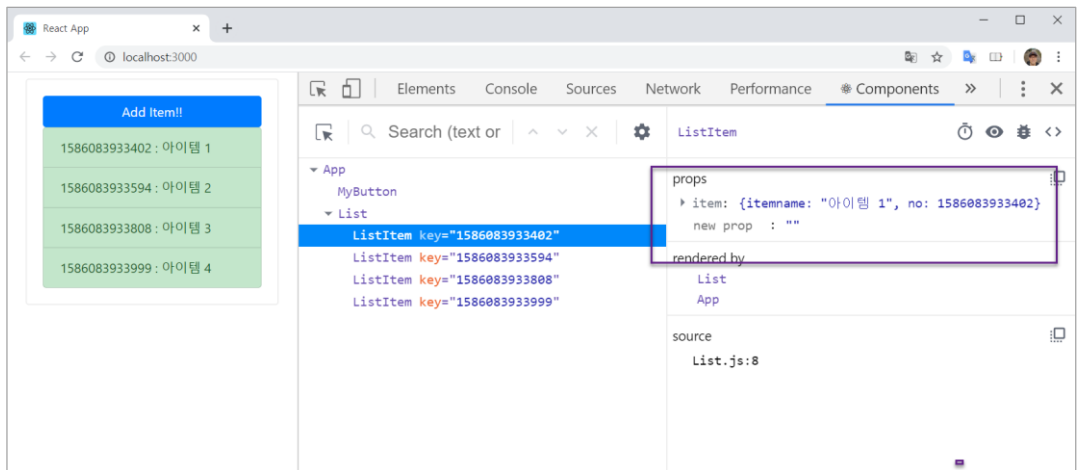 React App
localhost:3000
Add Item!!
1586083933402 : 아이템 1
1586083933594 : 아이템 2
1586083933808 : 아이템 3
1586083933999 : 아이템 4
Elements Console Sources Network Performance Components »
Search (text or
App
MyButton
List
ListItem key="1586083933402"
ListItem key="1586083933594"
ListItem key="1586083933808"
ListItem key="1586083933999"
ListItem
props
item: {itemname: "아이템 1", no: 1586083933402}
new prop : ""
rendered by
List
App
source
List.js:8